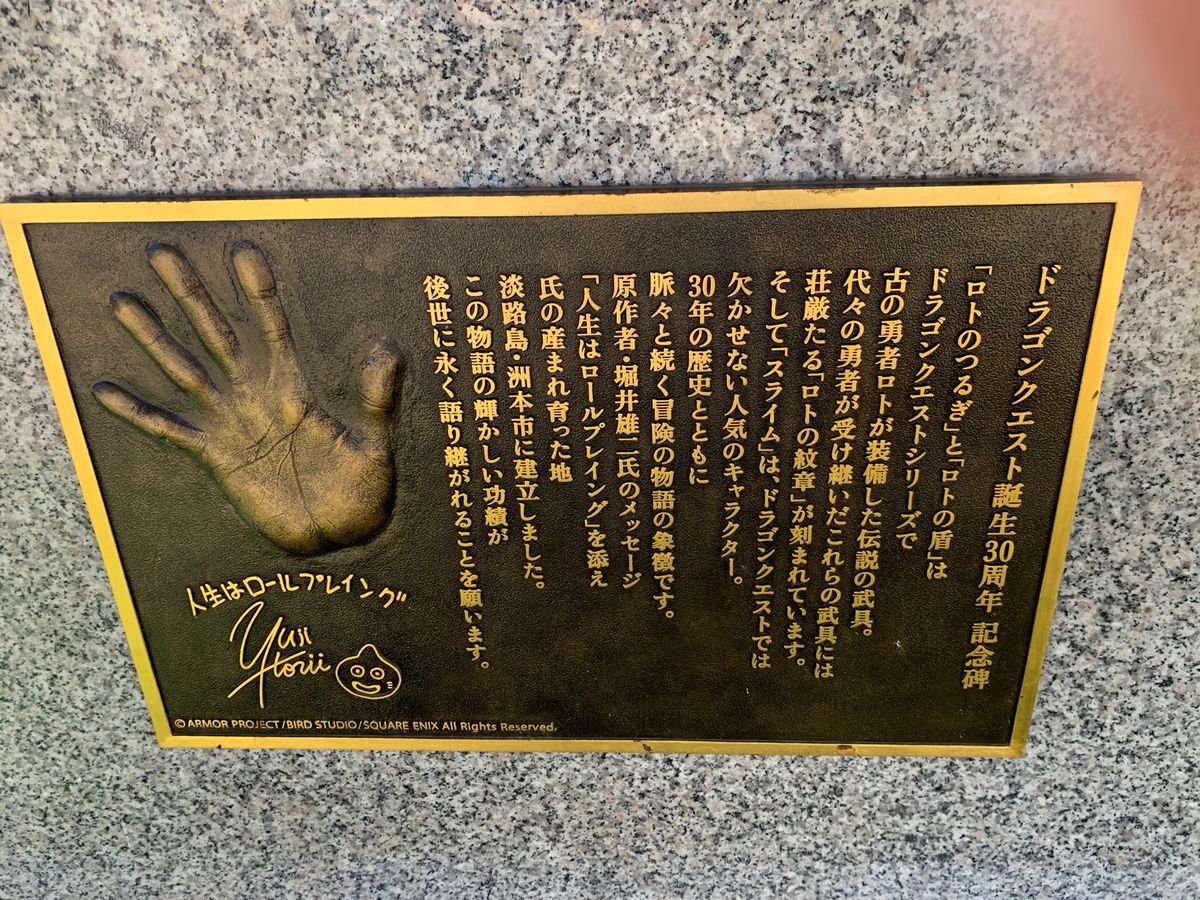 ドラゴンクエスト誕生30周年 記念碑
「ロトのつるぎ」と「ロトの盾」は
ドラゴンクエストシリーズで
古の勇者ロトが装備した伝説の武具。
代々の勇者が受け継いだこれらの武具には
荘厳たる「ロトの紋章」が刻まれています。
そして「スライム」は、ドラゴンクエストでは
欠かせない人気のキャラクター。
30年の歴史とともに
脈々と続く冒険の物語の象徴です。
原作者・堀井雄二氏のメッセージ
「人生はロールプレイング」を添え
氏の産まれ育った地
淡路島・洲本市に建立しました。
この物語の輝かしい功績が
後世に永く語り継がれることを願います。
人生はロールプレイング
Yuji
Horii
© ARMOR PROJECT/BIRD STUDIO/SQUARE ENIX All Rights Reserved.